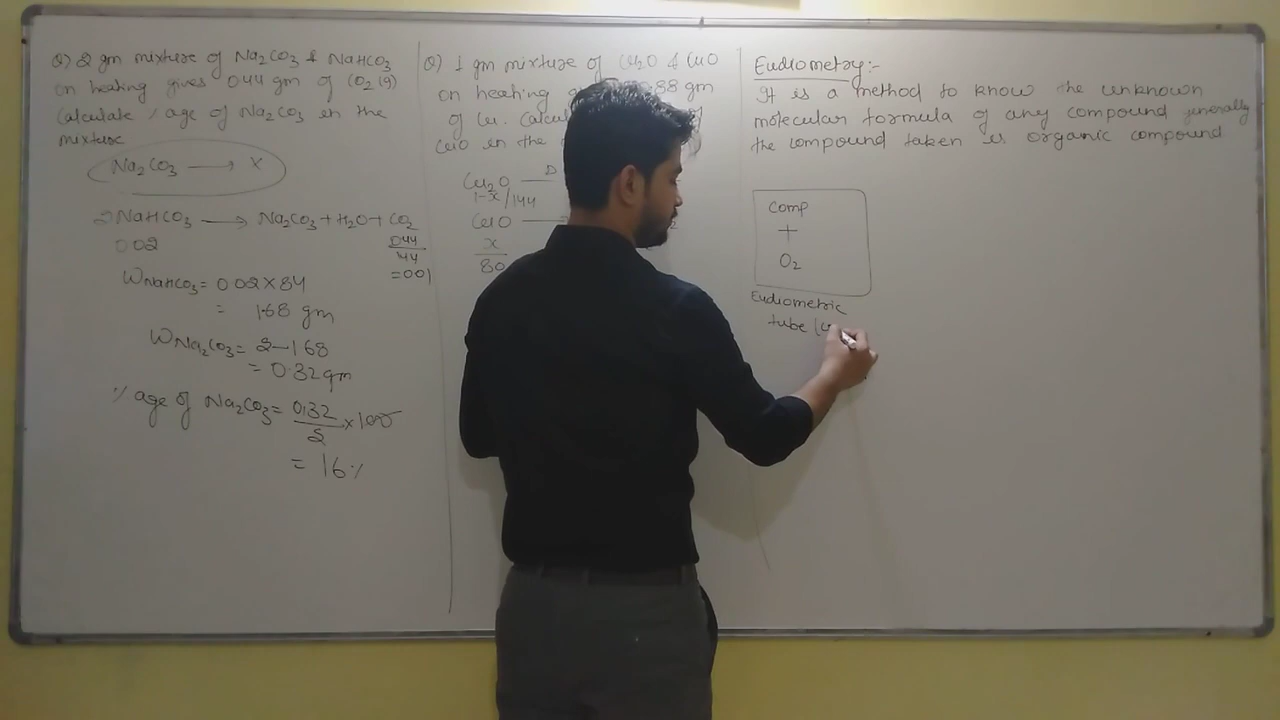 Q) 2 gm mixture of Na2CO3 & NaHCO3
on heating gives 0.44 gm of CO2(g)
Calculate % age of Na2CO3 in the
mixture
Na2CO3 → X
2NaHCO3 → Na2CO3 + H2O + CO2
0.02
0.44/44
= 0.01
WNaHCO3 = 0.02 × 84
= 1.68 gm
WNa2CO3 = 2 - 1.68
= 0.32 gm
% age of Na2CO3 = 0.32/2 × 100
= 16%
Q) 1 gm mixture of Cu2O & CuO
on heating 0.88 gm
of Cu.
CuO in the
Cu2O
1-x/144
CuO
x/80
Eudiometry:-
It is a method to know the unknown
molecular formula of any compound generally
the compound taken is organic compound
Comp
+
O2
Eudiometric
tube